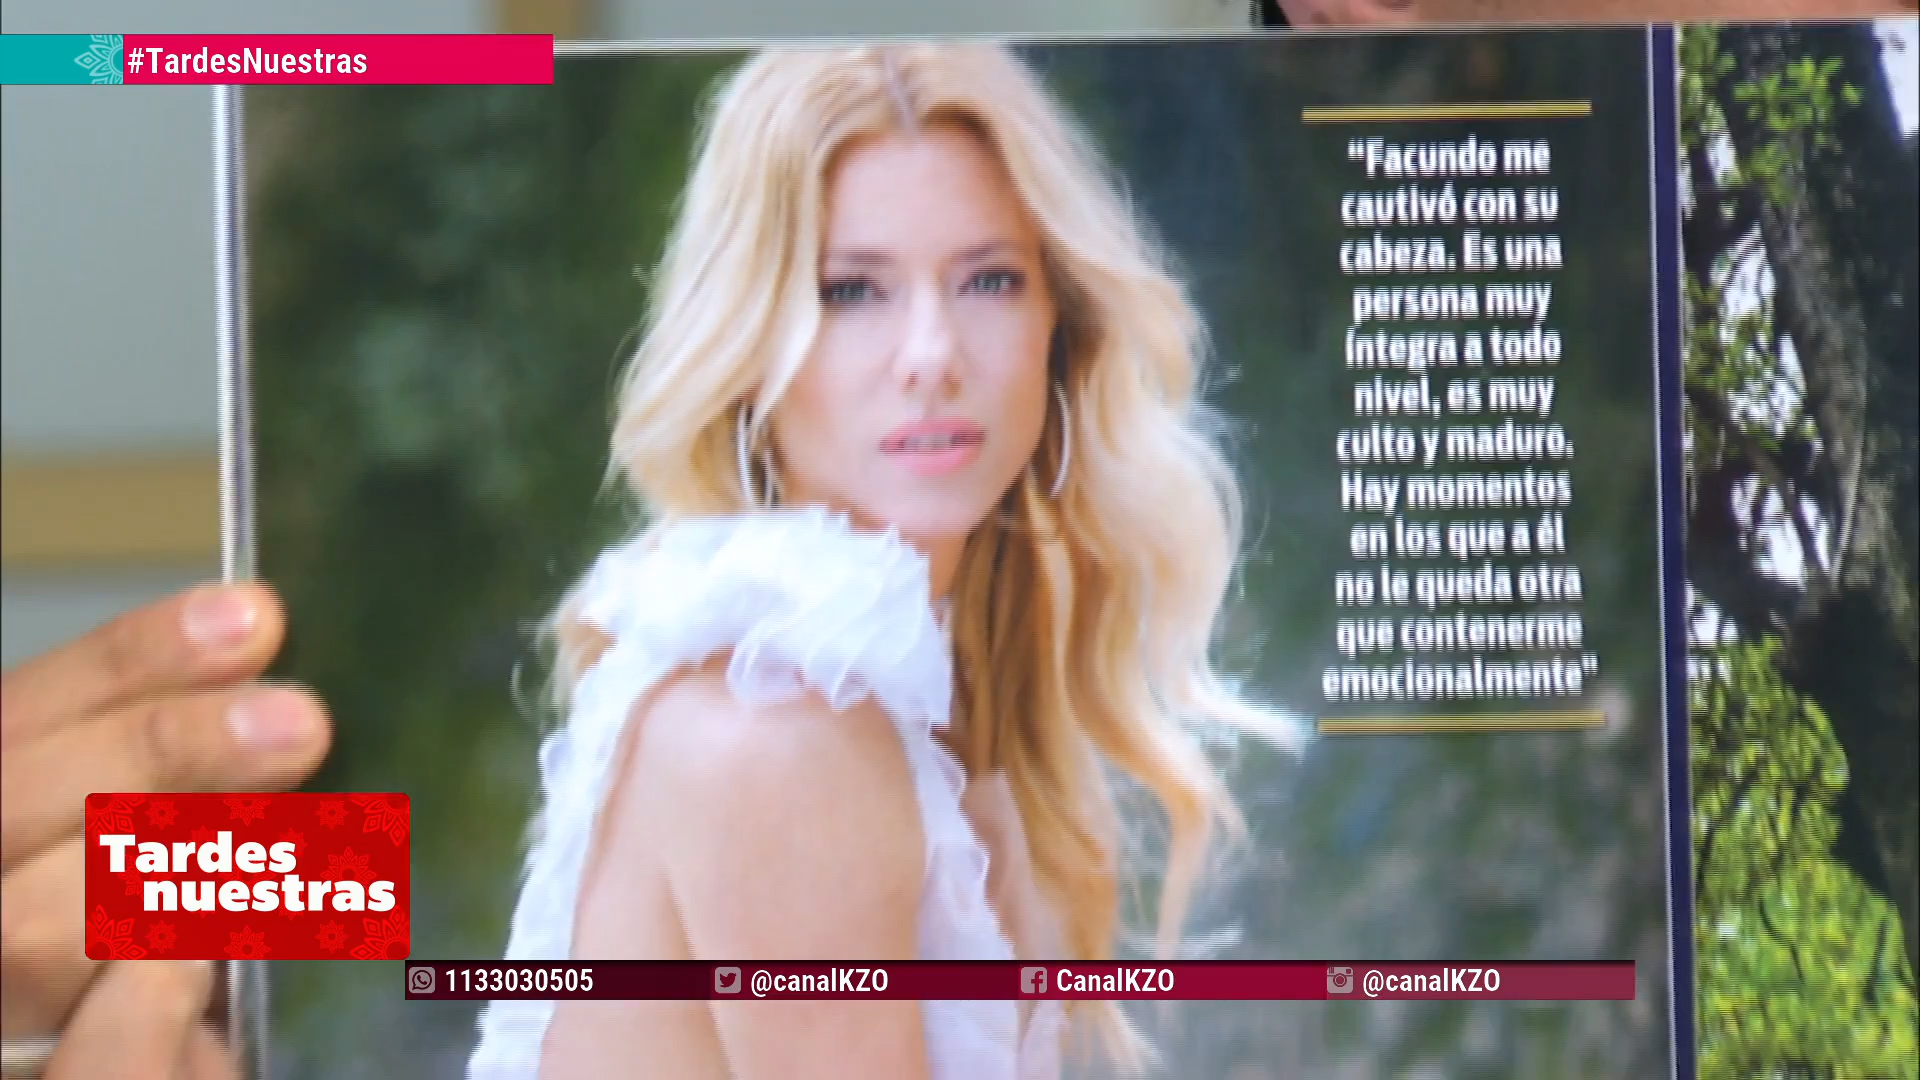 #TardesNuestras
“Facundo me
cautivó con su
cabeza. Es una
persona muy
íntegra a todo
nivel, es muy
culto y maduro.
Hay momentos
en los que a él
no le queda otra
que contenerme
emocionalmente”
Tardes
nuestras
1133030505
@canalKZO
CanalKZO
@canalKZO